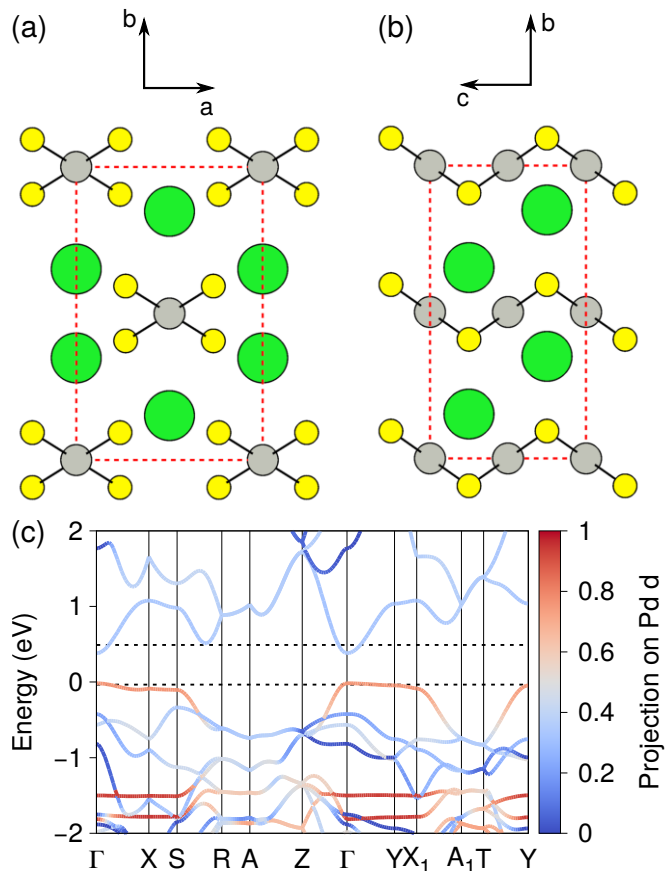 (a)
b
a
(b)
b
c
(c)
Energy (eV)
2
1
0
−1
−2
Γ X S R A Z Γ Y X₁ A₁ T Y
1
0.8
0.6
0.4
0.2
0
Projection on Pd d